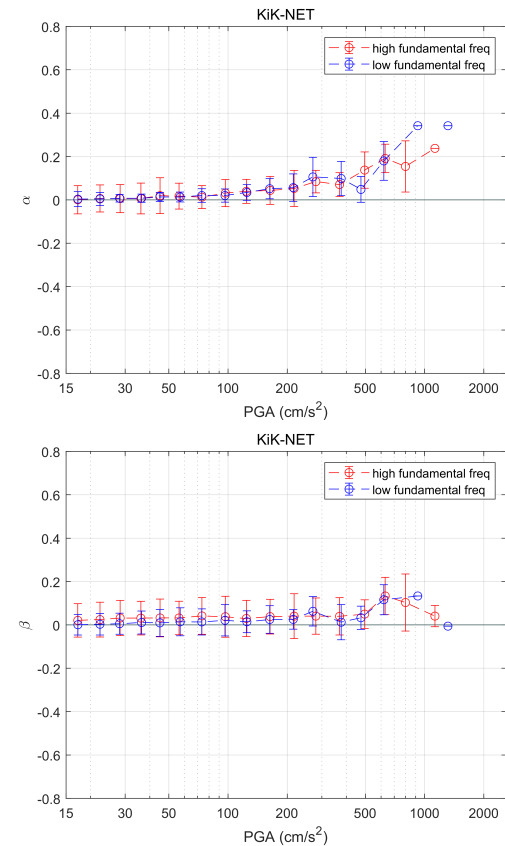 KiK-NET
0.8
0.6
0.4
0.2
0
-0.2
-0.4
-0.6
-0.8
α
high fundamental freq
low fundamental freq
15 30 50 100 200 500 1000 2000
PGA (cm/s²)
KiK-NET
0.8
0.6
0.4
0.2
0
-0.2
-0.4
-0.6
-0.8
β
high fundamental freq
low fundamental freq
15 30 50 100 200 500 1000 2000
PGA (cm/s²)